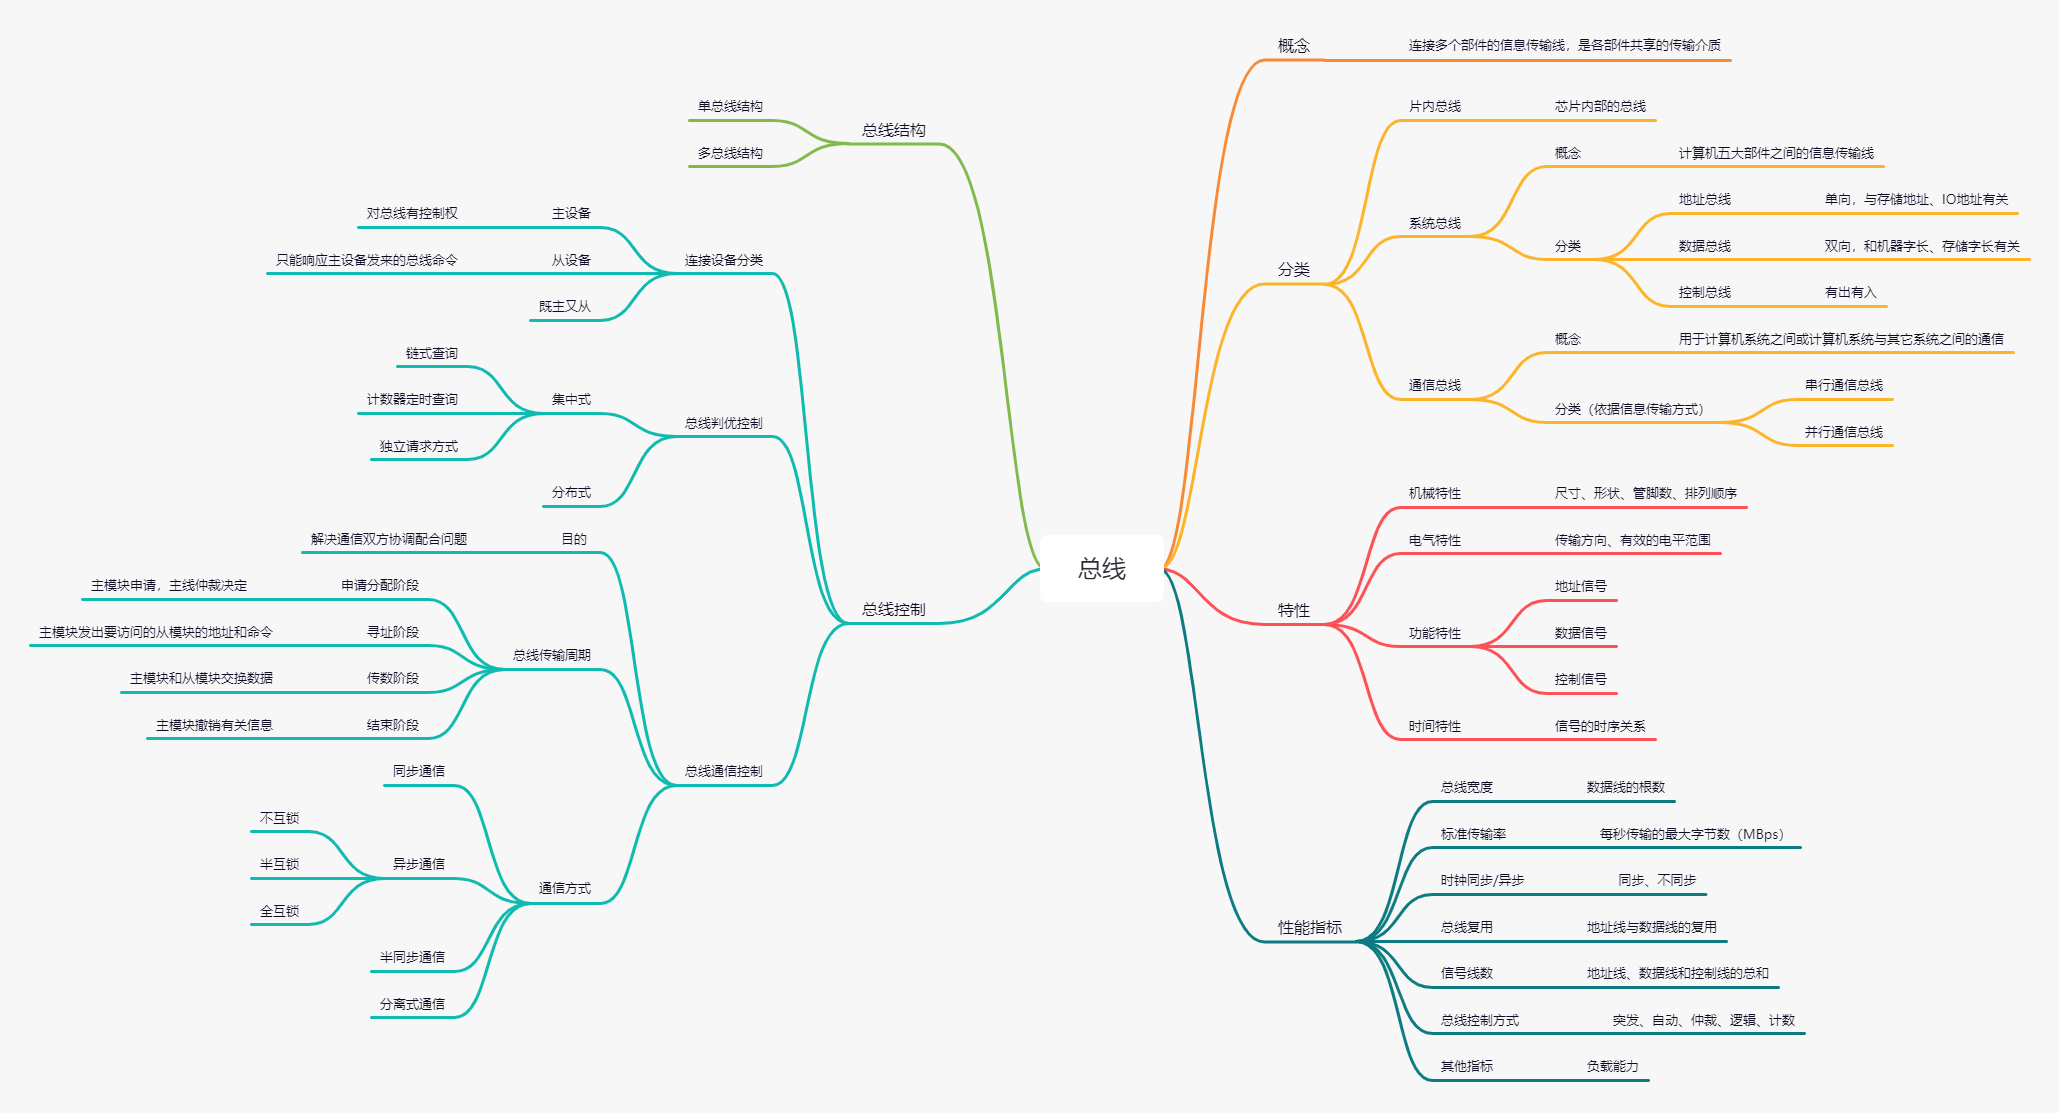 总线
概念
连接多个部件的信息传输线，是各部件共享的传输介质
分类
片内总线
芯片内部的总线
系统总线
概念
计算机五大部件之间的信息传输线
分类
地址总线
单向，与存储地址、IO地址有关
数据总线
双向，和机器字长、存储字长有关
控制总线
有出有入
通信总线
概念
用于计算机系统之间或计算机系统与其它系统之间的通信
分类（依据信息传输方式）
串行通信总线
并行通信总线
特性
机械特性
尺寸、形状、管脚数、排列顺序
电气特性
传输方向、有效的电平范围
功能特性
地址信号
数据信号
控制信号
时间特性
信号的时序关系
性能指标
总线宽度
数据线的根数
标准传输率
每秒传输的最大字节数（MBps）
时钟同步/异步
同步、不同步
总线复用
地址线与数据线的复用
信号线数
地址线、数据线和控制线的总和
总线控制方式
突发、自动、仲裁、逻辑、计数
其他指标
负载能力
总线结构
单总线结构
多总线结构
总线控制
连接设备分类
主设备
对总线有控制权
从设备
只能响应主设备发来的总线命令
既主又从
总线判优控制
集中式
链式查询
计数器定时查询
独立请求方式
分布式
总线通信控制
目的
解决通信双方协调配合问题
总线传输周期
申请分配阶段
主模块申请，主线仲裁决定
寻址阶段
主模块发出要访问的从模块的地址和命令
传数阶段
主模块和从模块交换数据
结束阶段
主模块撤销有关信息
通信方式
同步通信
异步通信
不互锁
半互锁
全互锁
半同步通信
分离式通信